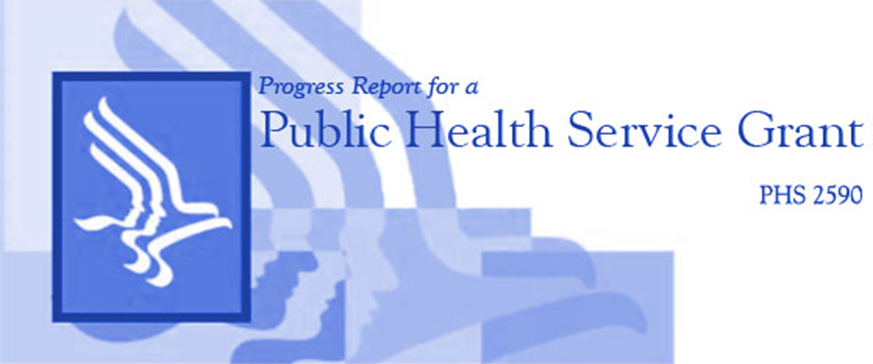 Progress Report for a
Public Health Service Grant
PHS 2590